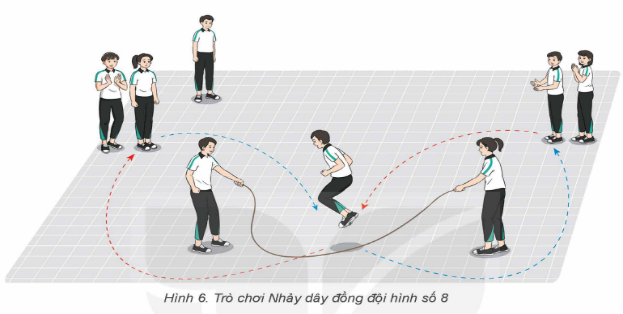 Hình 6. Trò chơi Nhảy dây đồng đội hình số 8